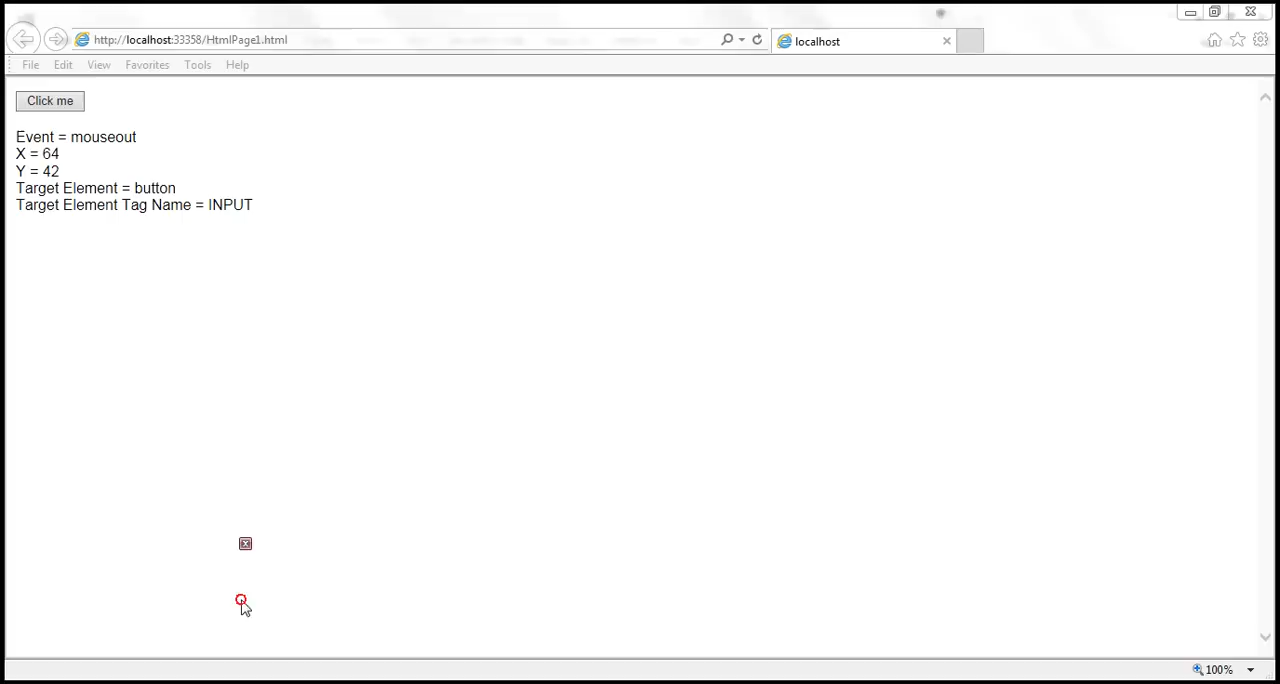 http://localhost:33358/HtmlPage1.html
localhost
File Edit View Favorites Tools Help
Click me
Event = mouseout
X = 64
Y = 42
Target Element = button
Target Element Tag Name = INPUT
100%